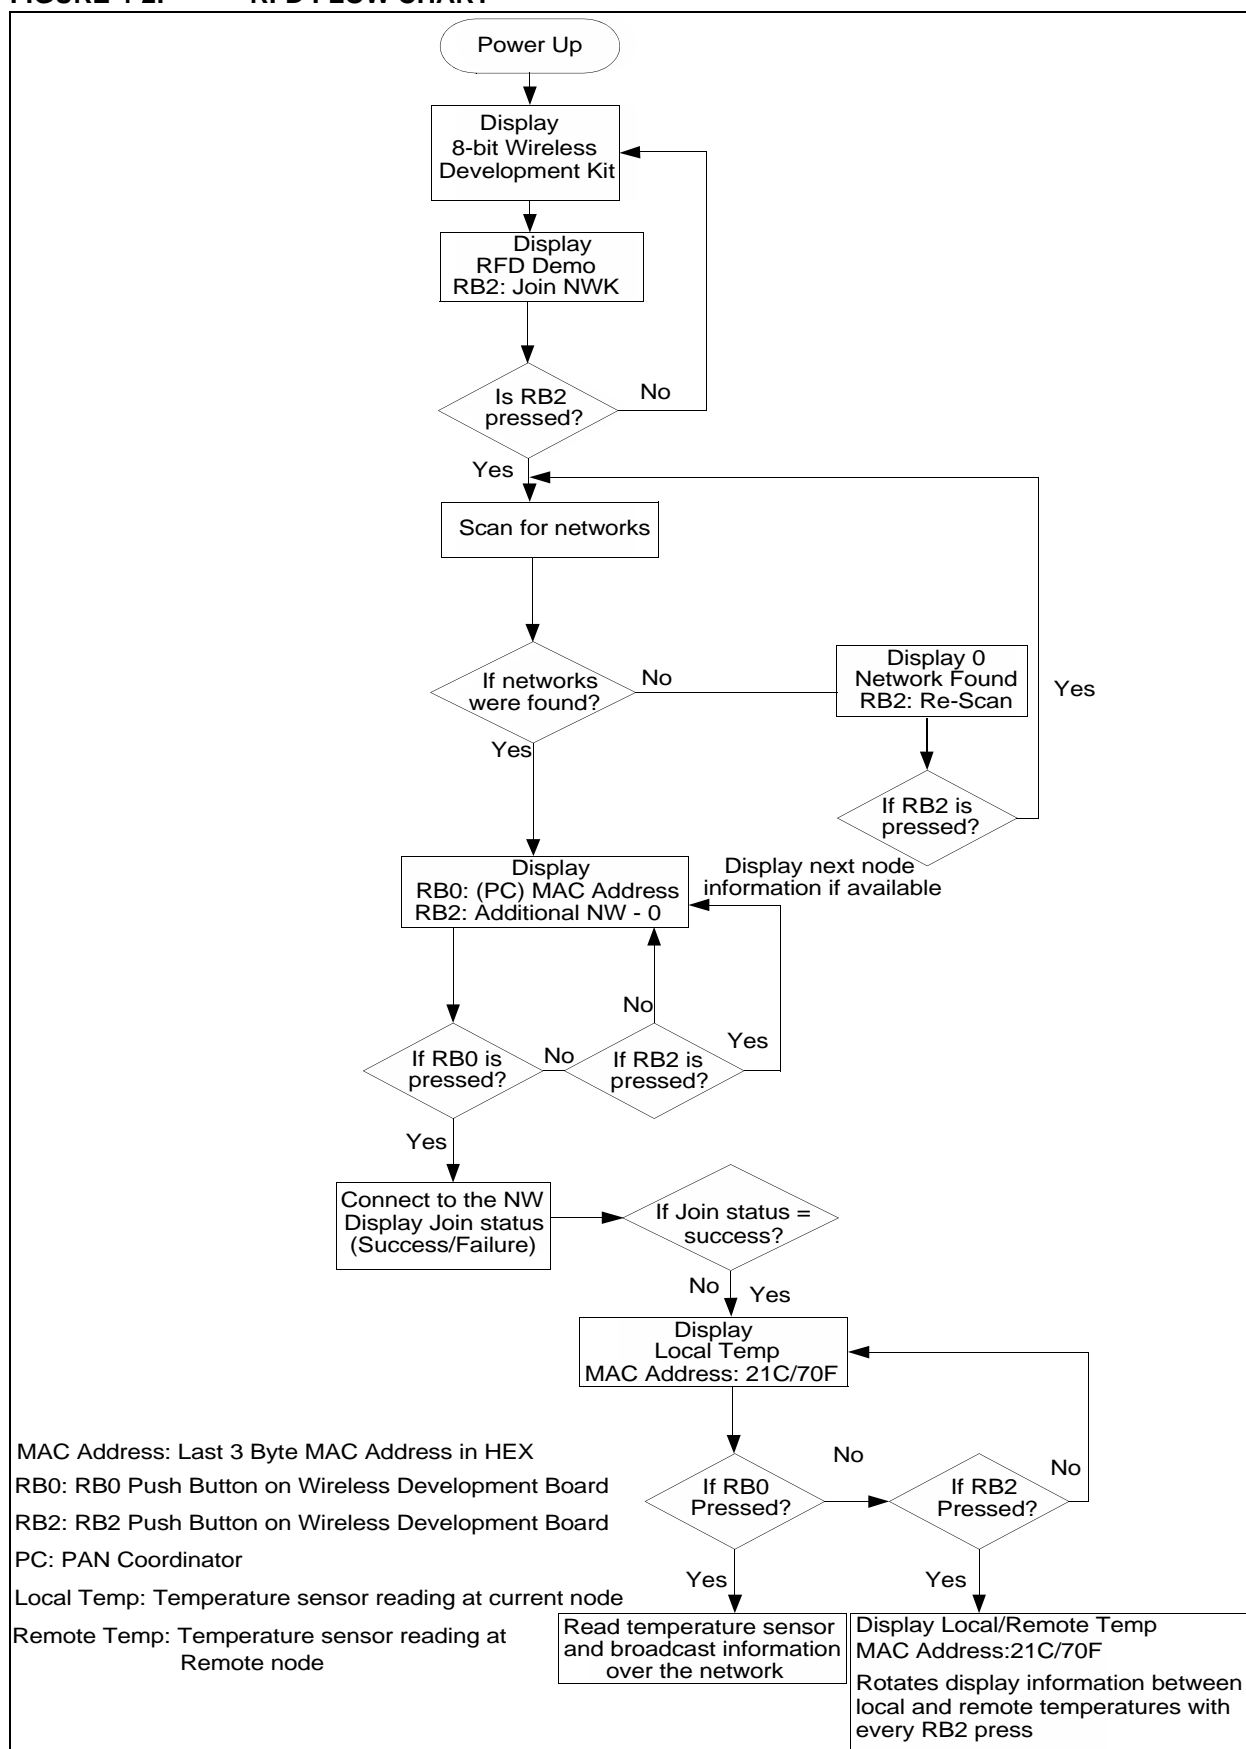 Power Up
Display
8-bit Wireless
Development Kit
Display
RFD Demo
RB2: Join NWK
Is RB2
pressed?
No
Yes
Scan for networks
If networks
were found?
No
Display 0
Network Found
RB2: Re-Scan
Yes
Yes
If RB2 is
pressed?
Display
RB0: (PC) MAC Address
RB2: Additional NW - 0
Display next node
information if available
No
Yes
If RB0 is
pressed?
No
If RB2 is
pressed?
Yes
Connect to the NW
Display Join status
(Success/Failure)
If Join status =
success?
No
Yes
Display
Local Temp
MAC Address: 21C/70F
If RB0
Pressed?
No
If RB2
Pressed?
No
Yes
Yes
Read temperature sensor
and broadcast information
over the network
Display Local/Remote Temp
MAC Address:21C/70F
Rotates display information between
local and remote temperatures with
every RB2 press
MAC Address: Last 3 Byte MAC Address in HEX
RB0: RB0 Push Button on Wireless Development Board
RB2: RB2 Push Button on Wireless Development Board
PC: PAN Coordinator
Local Temp: Temperature sensor reading at current node
Remote Temp: Temperature sensor reading at
Remote node